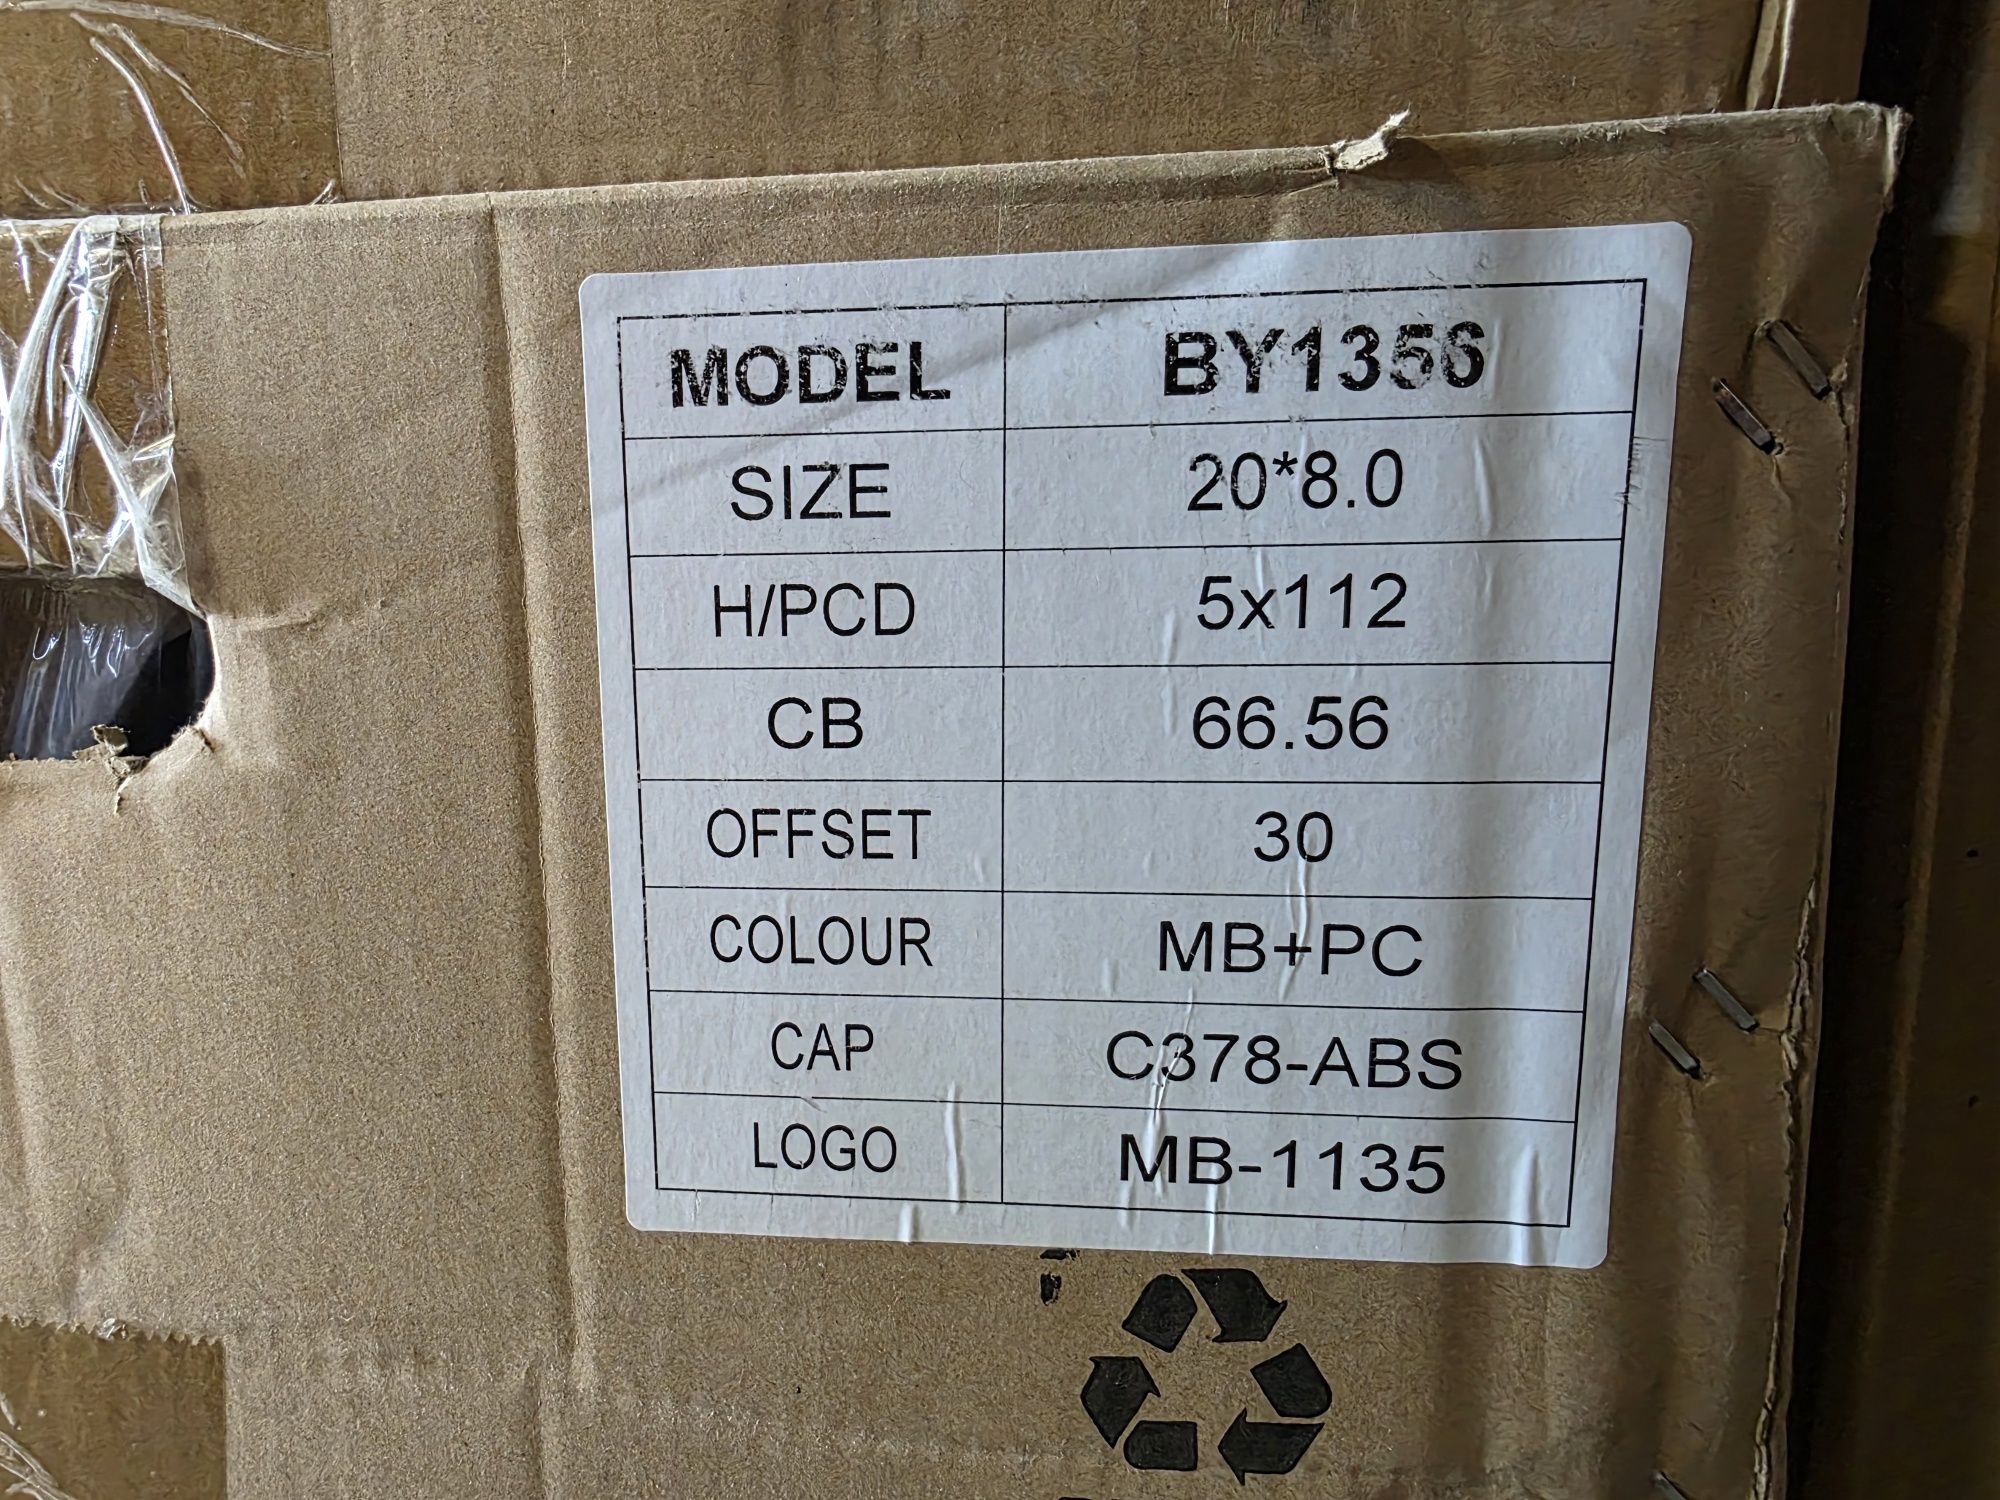 MODEL BY1356
SIZE 20*8.0
H/PCD 5x112
CB 66.56
OFFSET 30
COLOUR MB+PC
CAP C378-ABS
LOGO MB-1135